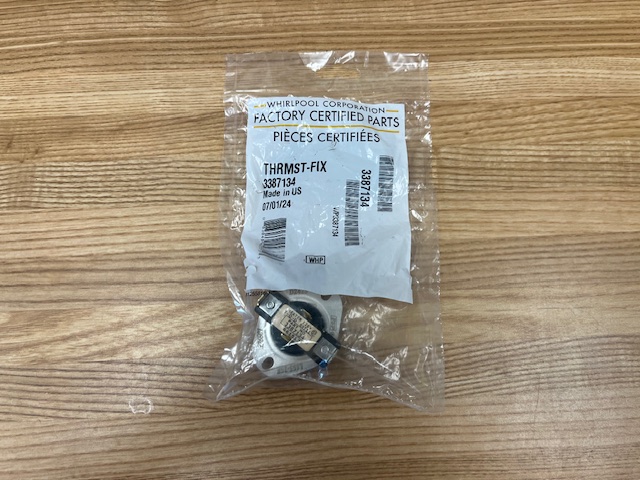 WHIRLPOOL CORPORATION
FACTORY CERTIFIED PARTS
PIÈCES CERTIFIÉES
THRMST-FIX
3387134
Made in US
07/01/24
3387134
WP3387134
WHP